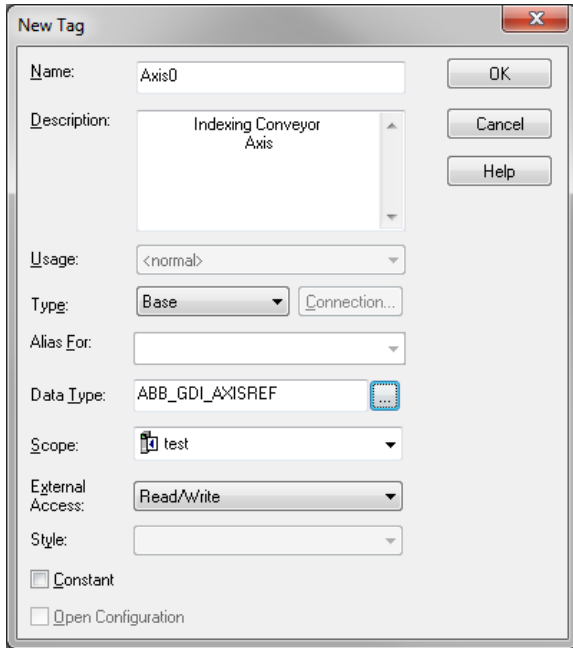 New Tag
Name:
Axis0
OK
Description:
Indexing Conveyor
Axis
Cancel
Help
Usage:
<normal>
Type:
Base
Connection...
Alias For:
Data Type:
ABB_GDI_AXISREF
...
Scope:
test
External
Access:
Read/Write
Style:
Constant
Open Configuration